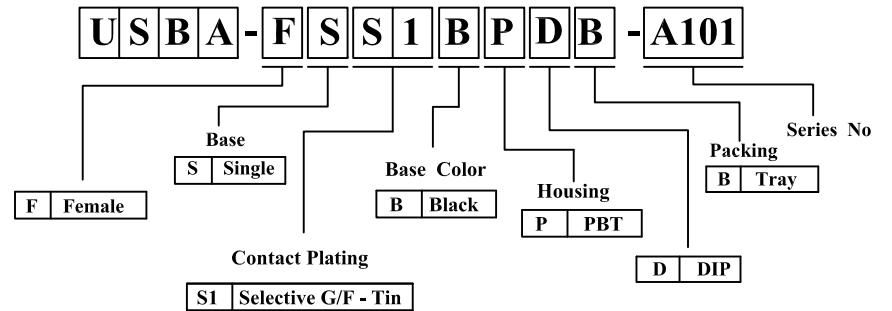 USBA-FSS1BPDB-A101
Series No
Base
S Single
Packing
B Tray
Base Color
B Black
Housing
P PBT
F Female
Contact Plating
S1 Selective G/F - Tin
D DIP